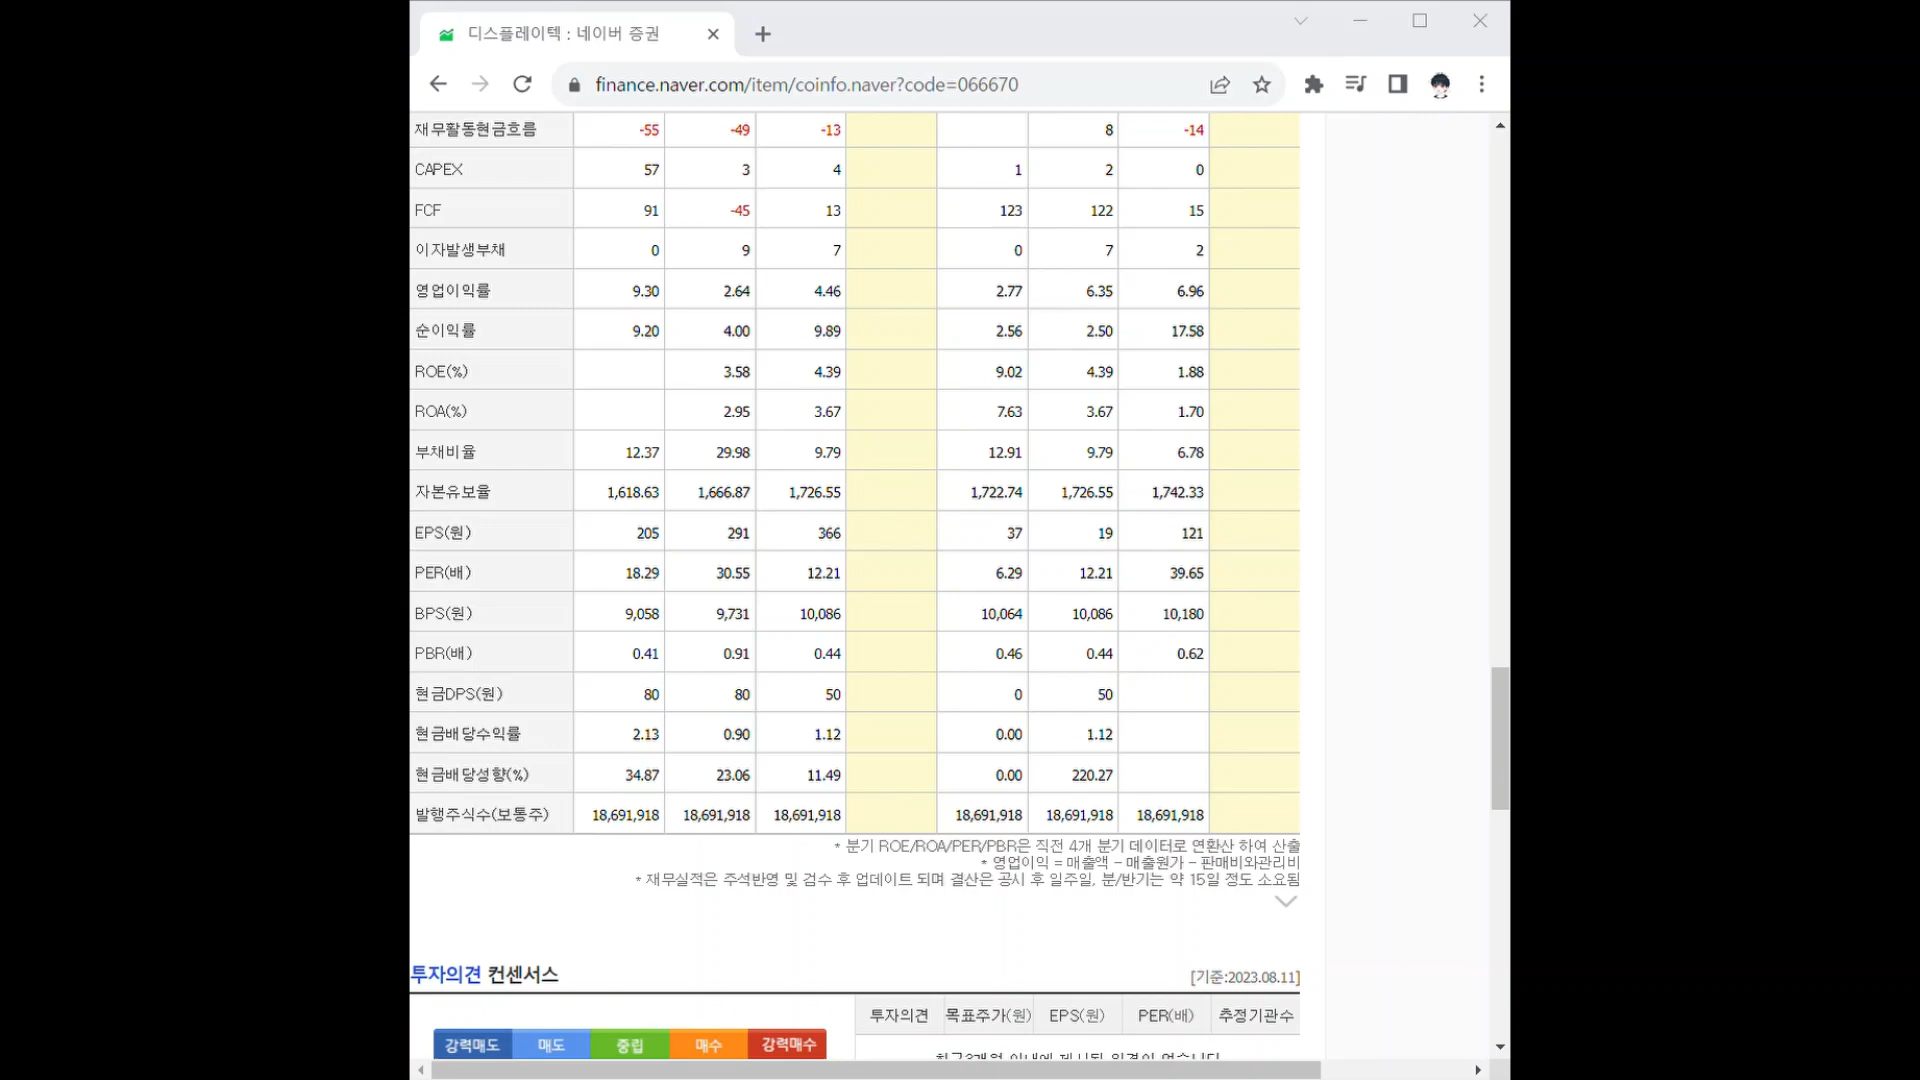 디스플레이텍 : 네이버 증권
finance.naver.com/item/coinfo.naver?code=066670
재무활동현금흐름 -55 -49 -13 8 -14
CAPEX 57 3 4 1 2 0
FCF 91 -45 13 123 122 15
이자발생부채 0 9 7 0 7 2
영업이익률 9.30 2.64 4.46 2.77 6.35 6.96
순이익률 9.20 4.00 9.89 2.56 2.50 17.58
ROE(%) 3.58 4.39 9.02 4.39 1.88
ROA(%) 2.95 3.67 7.63 3.67 1.70
부채비율 12.37 29.98 9.79 12.91 9.79 6.78
자본유보율 1,618.63 1,666.87 1,726.55 1,722.74 1,726.55 1,742.33
EPS(원) 205 291 366 37 19 121
PER(배) 18.29 30.55 12.21 6.29 12.21 39.65
BPS(원) 9,058 9,731 10,086 10,064 10,086 10,180
PBR(배) 0.41 0.91 0.44 0.46 0.44 0.62
현금DPS(원) 80 80 50 0 50
현금배당수익률 2.13 0.90 1.12 0.00 1.12
현금배당성향(%) 34.87 23.06 11.49 0.00 220.27
발행주식수(보통주) 18,691,918 18,691,918 18,691,918 18,691,918 18,691,918 18,691,918
* 분기 ROE/ROA/PER/PBR은 직전 4개 분기 데이터로 연환산 하여 산출
* 영업이익 = 매출액 - 매출원가 - 판매비와관리비
* 재무실적은 주석반영 및 검수 후 업데이트 되며 결산은 공시 후 일주일, 분/반기는 약 15일 정도 소요됨
투자의견 컨센서스 [기준:2023.08.11]
투자의견 목표주가(원) EPS(원) PER(배) 추정기관수
강력매도 매도 중립 매수 강력매수